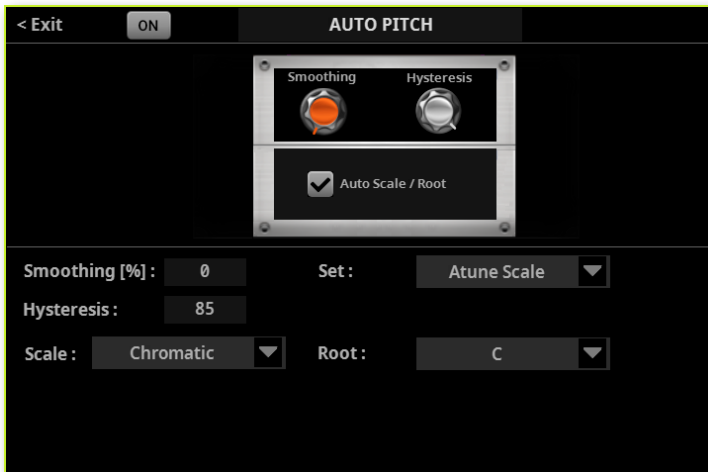 < Exit ON AUTO PITCH
Smoothing Hysteresis
Auto Scale / Root
Smoothing [%] : 0 Set : Atune Scale
Hysteresis : 85
Scale : Chromatic Root : C